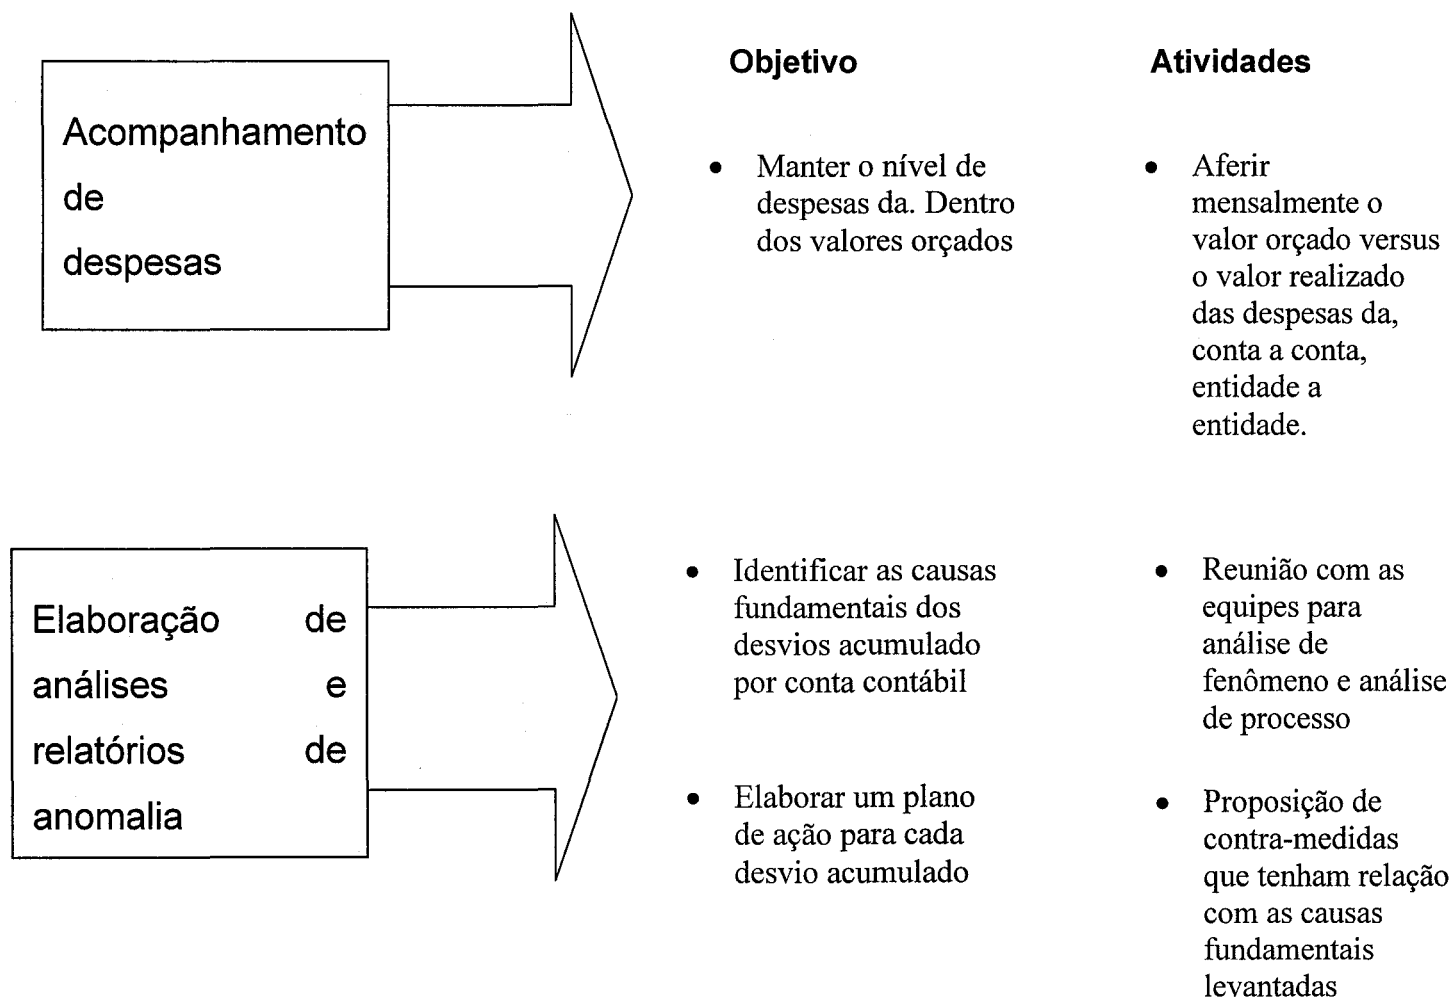 Objetivo
Atividades
Acompanhamento
de
despesas
• Manter o nível de
despesas da. Dentro
dos valores orçados
• Aferir
mensalmente o
valor orçado versus
o valor realizado
das despesas da,
conta a conta,
entidade a
entidade.
Elaboração de
análises e
relatórios de
anomalia
• Identificar as causas
fundamentais dos
desvios acumulado
por conta contábil
• Elaborar um plano
de ação para cada
desvio acumulado
• Reunião com as
equipes para
análise de
fenômeno e análise
de processo
• Proposição de
contra-medidas
que tenham relação
com as causas
fundamentais
levantadas